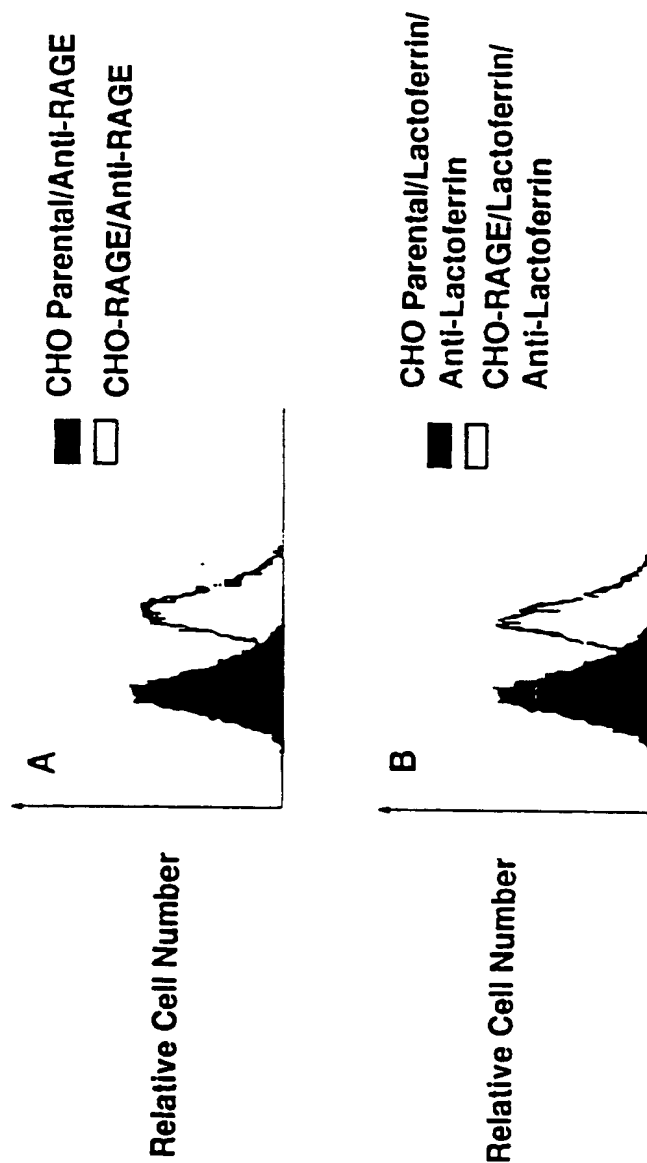 A
CHO Parental/Anti-RAGE
CHO-RAGE/Anti-RAGE
Relative Cell Number
B
CHO Parental/Lactoferrin/
Anti-Lactoferrin
CHO-RAGE/Lactoferrin/
Anti-Lactoferrin
Relative Cell Number